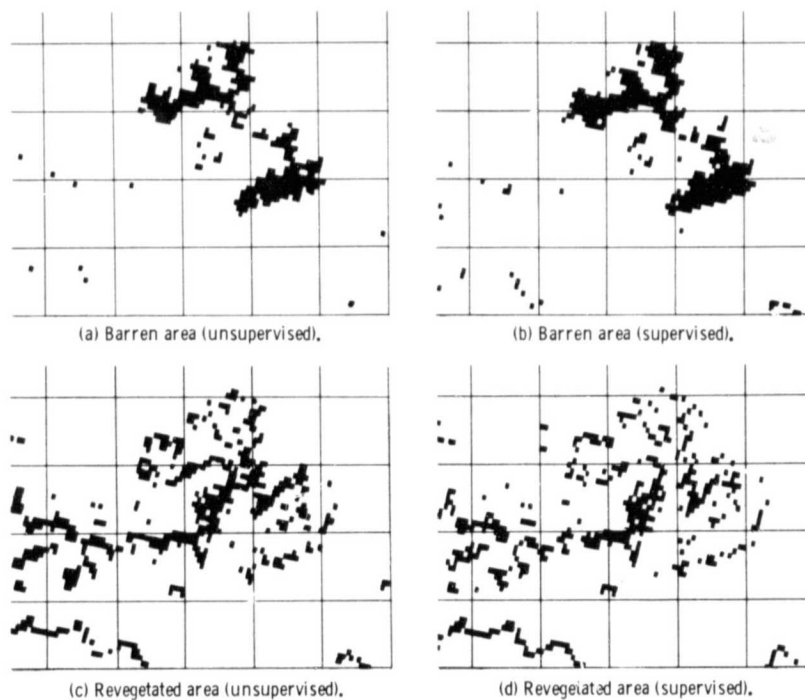 (a) Barren area (unsupervised).
(b) Barren area (supervised).
(c) Revegetated area (unsupervised).
(d) Revegetated area (supervised).